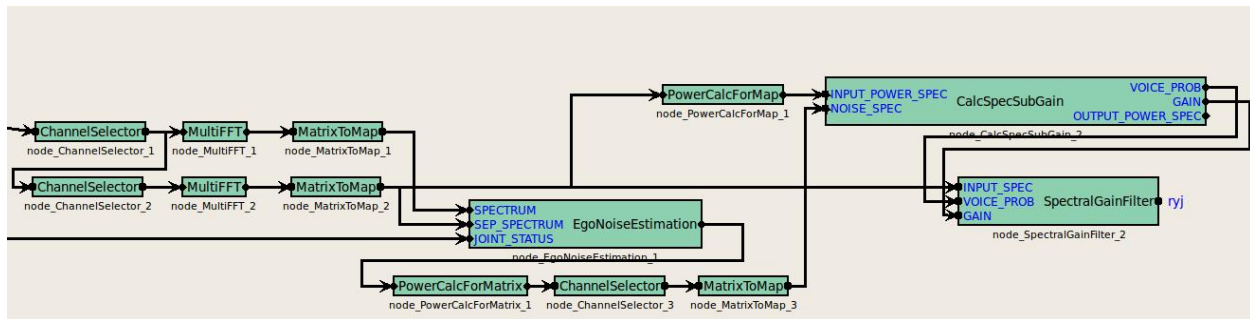 PowerCalcForMap
node_PowerCalcForMap_1
INPUT_POWER_SPEC
NOISE_SPEC
CalcSpecSubGain
VOICE_PROB
GAIN
OUTPUT_POWER_SPEC
node_CalcSpecSubGain_2
ChannelSelector
node_ChannelSelector_1
MultiFFT
node_MultiFFT_1
MatrixToMap
node_MatrixToMap_1
ChannelSelector
node_ChannelSelector_2
MultiFFT
node_MultiFFT_2
MatrixToMap
node_MatrixToMap_2
INPUT_SPEC
VOICE_PROB
GAIN
SpectralGainFilter
ryj
node_SpectralGainFilter_2
SPECTRUM
SEP_SPECTRUM
JOINT_STATUS
EgoNoiseEstimation
node_EgoNoiseEstimation_1
PowerCalcForMatrix
node_PowerCalcForMatrix_1
ChannelSelector
node_ChannelSelector_3
MatrixToMap
node_MatrixToMap_3